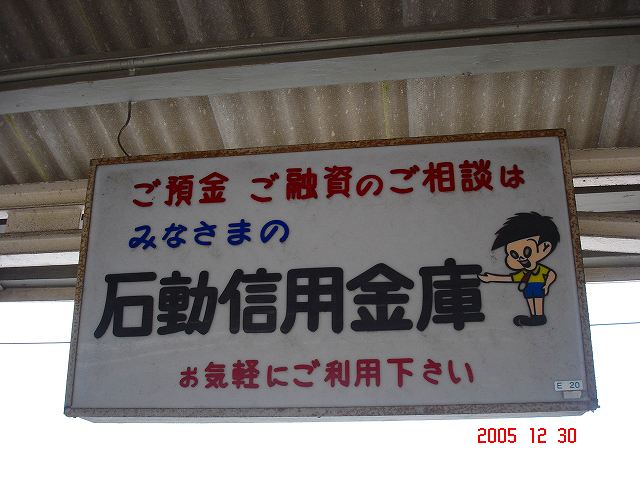 ご預金 ご融資のご相談は
みなさまの
石動信用金庫
お気軽にご利用下さい
E 20
2005 12 30